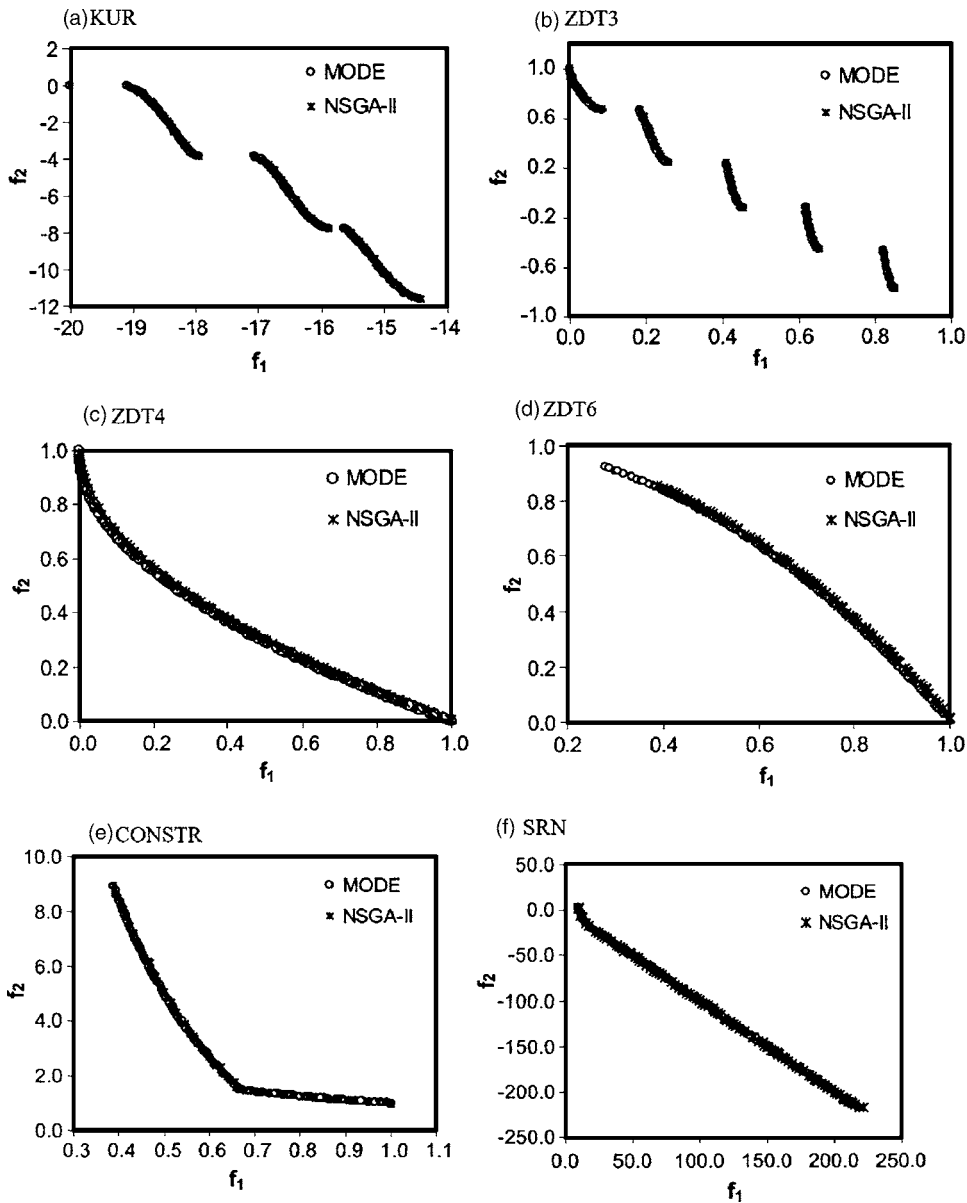 (a) KUR
2
0
-2
-4
-6
-8
-10
-12
f2
-20 -19 -18 -17 -16 -15 -14
f1
MODE
NSGA-II
(b) ZDT3
1.0
0.6
0.2
-0.2
-0.6
-1.0
f2
0.0 0.2 0.4 0.6 0.8 1.0
f1
MODE
NSGA-II
(c) ZDT4
1.0
0.8
0.6
0.4
0.2
0.0
f2
0.0 0.2 0.4 0.6 0.8 1.0
f1
MODE
NSGA-II
(d) ZDT6
1.0
0.8
0.6
0.4
0.2
0.0
f2
0.2 0.4 0.6 0.8 1.0
f1
MODE
NSGA-II
(e) CONSTR
10.0
8.0
6.0
4.0
2.0
0.0
f2
0.3 0.4 0.5 0.6 0.7 0.8 0.9 1.0 1.1
f1
MODE
NSGA-II
(f) SRN
50.0
0.0
-50.0
-100.0
-150.0
-200.0
-250.0
f2
0.0 50.0 100.0 150.0 200.0 250.0
f1
MODE
NSGA-II